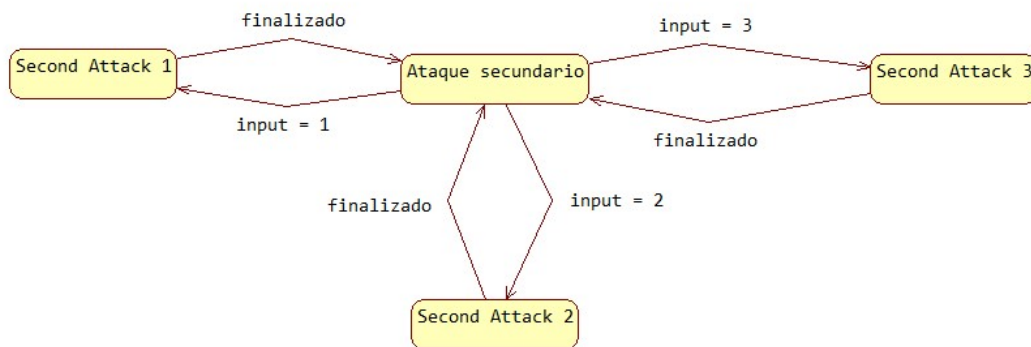 finalizado
input = 3
Second Attack 1
Ataque secundario
Second Attack 3
input = 1
finalizado
finalizado
input = 2
Second Attack 2